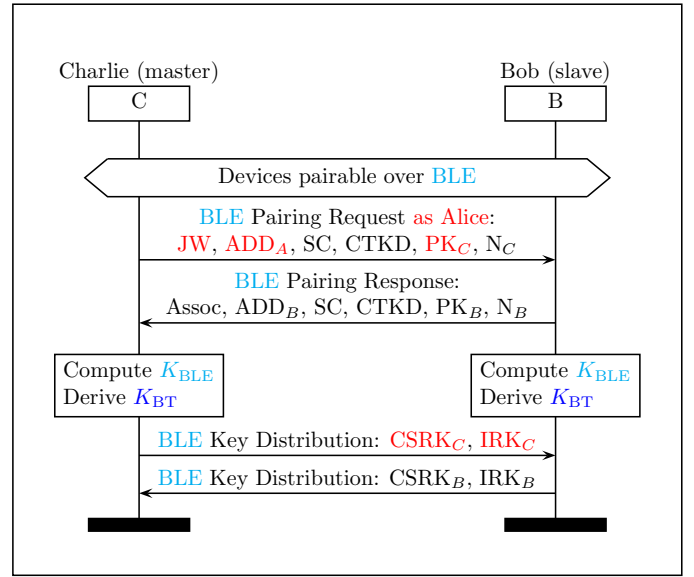 Charlie (master)
Bob (slave)
C
B
Devices pairable over BLE
BLE Pairing Request as Alice:
JW, ADD_A, SC, CTKD, PK_C, N_C
BLE Pairing Response:
Assoc, ADD_B, SC, CTKD, PK_B, N_B
Compute K_BLE
Derive K_BT
Compute K_BLE
Derive K_BT
BLE Key Distribution: CSRK_C, IRK_C
BLE Key Distribution: CSRK_B, IRK_B